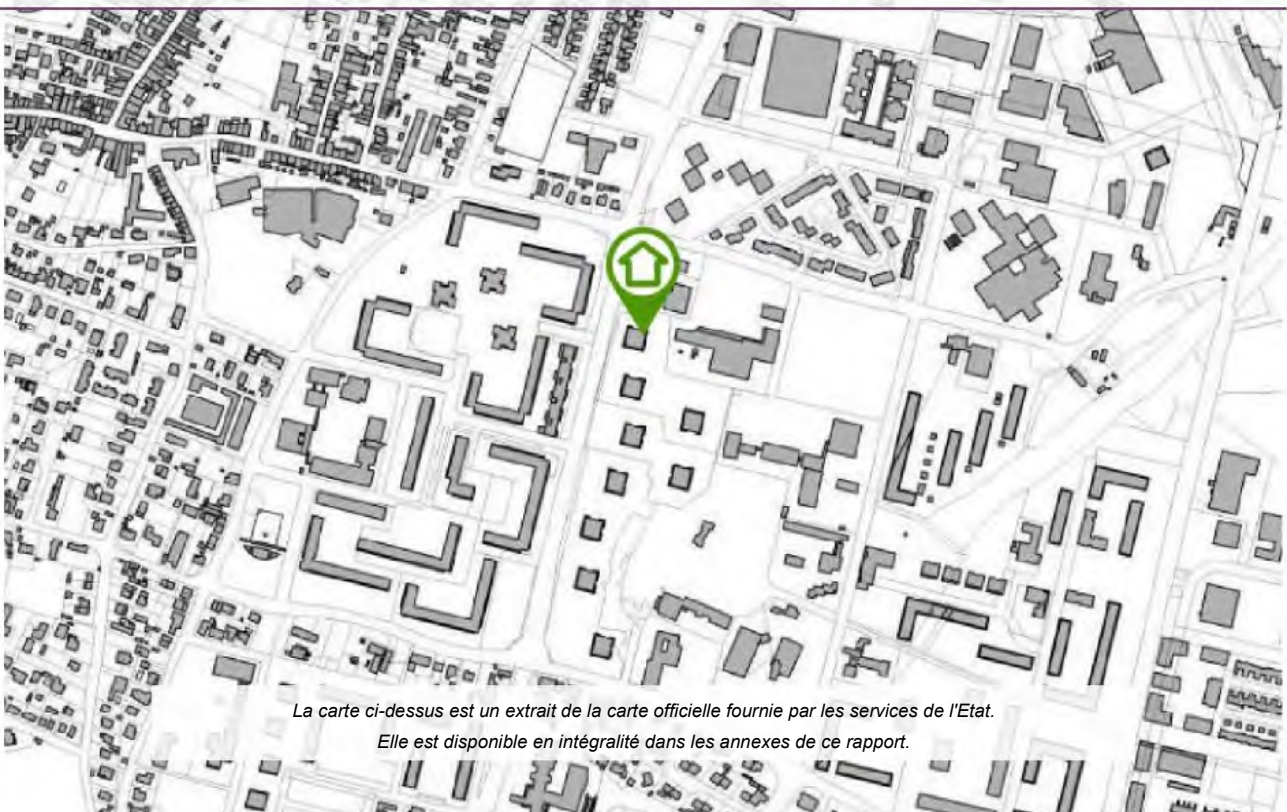 La carte ci-dessus est un extrait de la carte officielle fournie par les services de l'Etat.
Elle est disponible en intégralité dans les annexes de ce rapport.